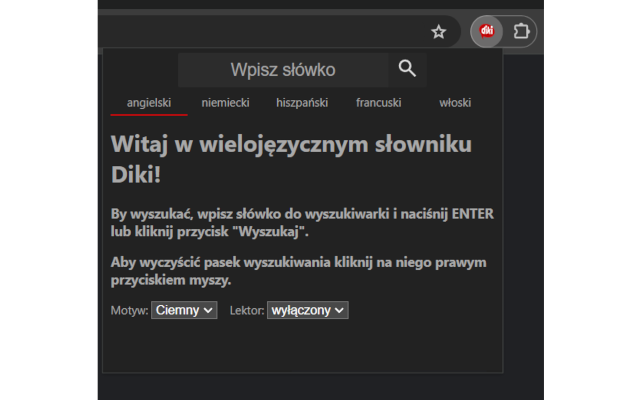 diki
Wpisz słówko
angielski niemiecki hiszpański francuski włoski
Witaj w wielojęzycznym słowniku
Diki!
By wyszukać, wpisz słówko do wyszukiwarki i naciśnij ENTER
lub kliknij przycisk "Wyszukaj".
Aby wyczyścić pasek wyszukiwania kliknij na niego prawym
przyciskiem myszy.
Motyw: Ciemny Lektor: wyłączony